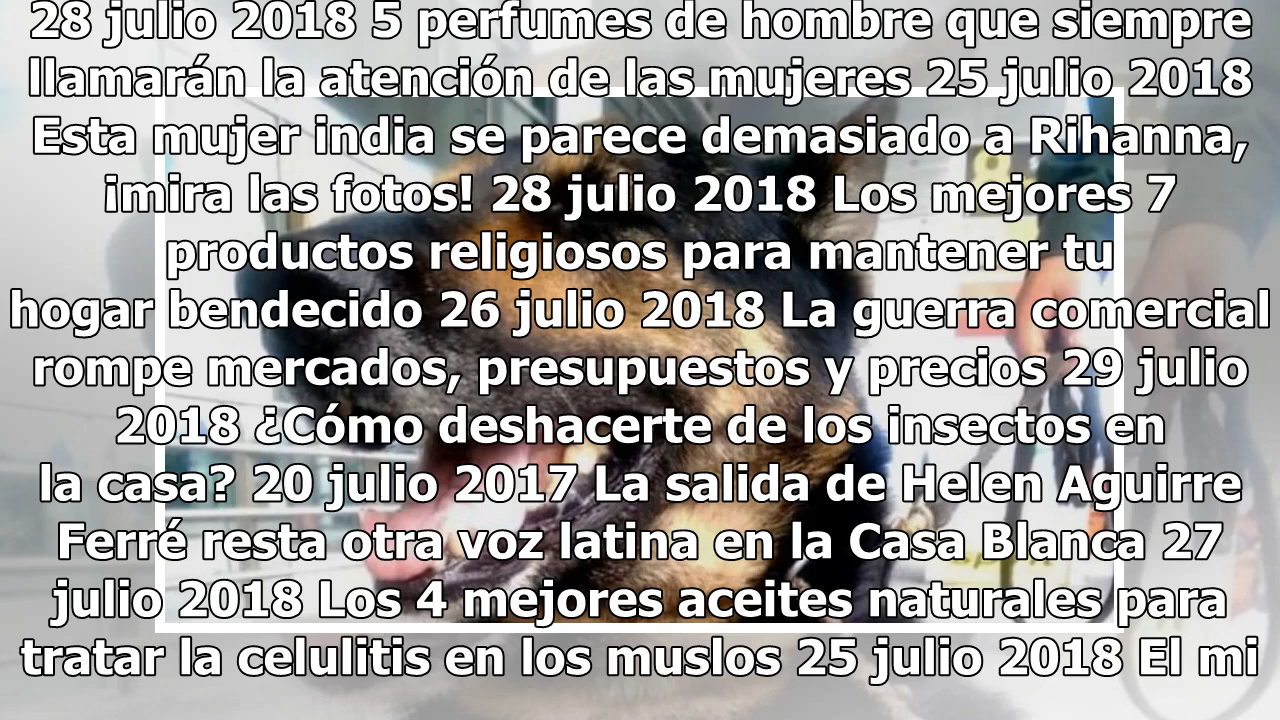 28 julio 2018 5 perfumes de hombre que siempre
llamarán la atención de las mujeres 25 julio 2018
Esta mujer india se parece demasiado a Rihanna,
¡mira las fotos! 28 julio 2018 Los mejores 7
productos religiosos para mantener tu
hogar bendecido 26 julio 2018 La guerra comercial
rompe mercados, presupuestos y precios 29 julio
2018 ¿Cómo deshacerte de los insectos en
la casa? 20 julio 2017 La salida de Helen Aguirre
Ferré resta otra voz latina en la Casa Blanca 27
julio 2018 Los 4 mejores aceites naturales para
tratar la celulitis en los muslos 25 julio 2018 El mi